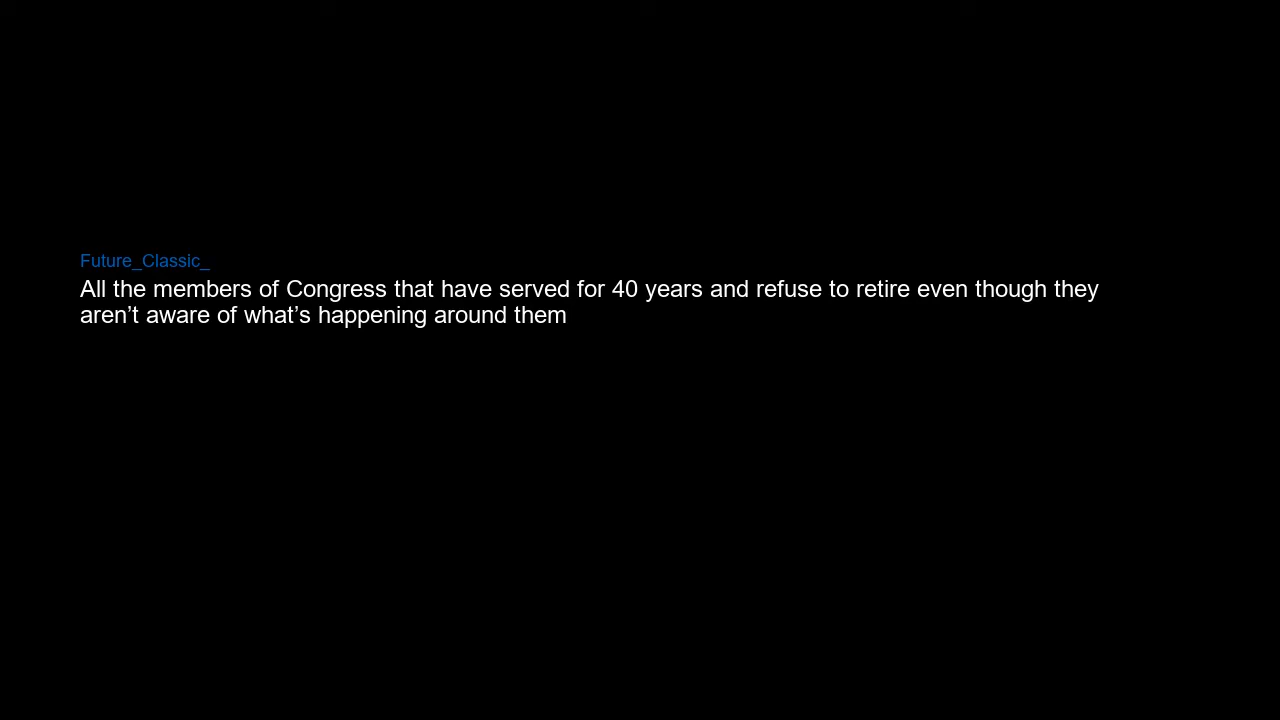 Future_Classic_
All the members of Congress that have served for 40 years and refuse to retire even though they
aren’t aware of what’s happening around them